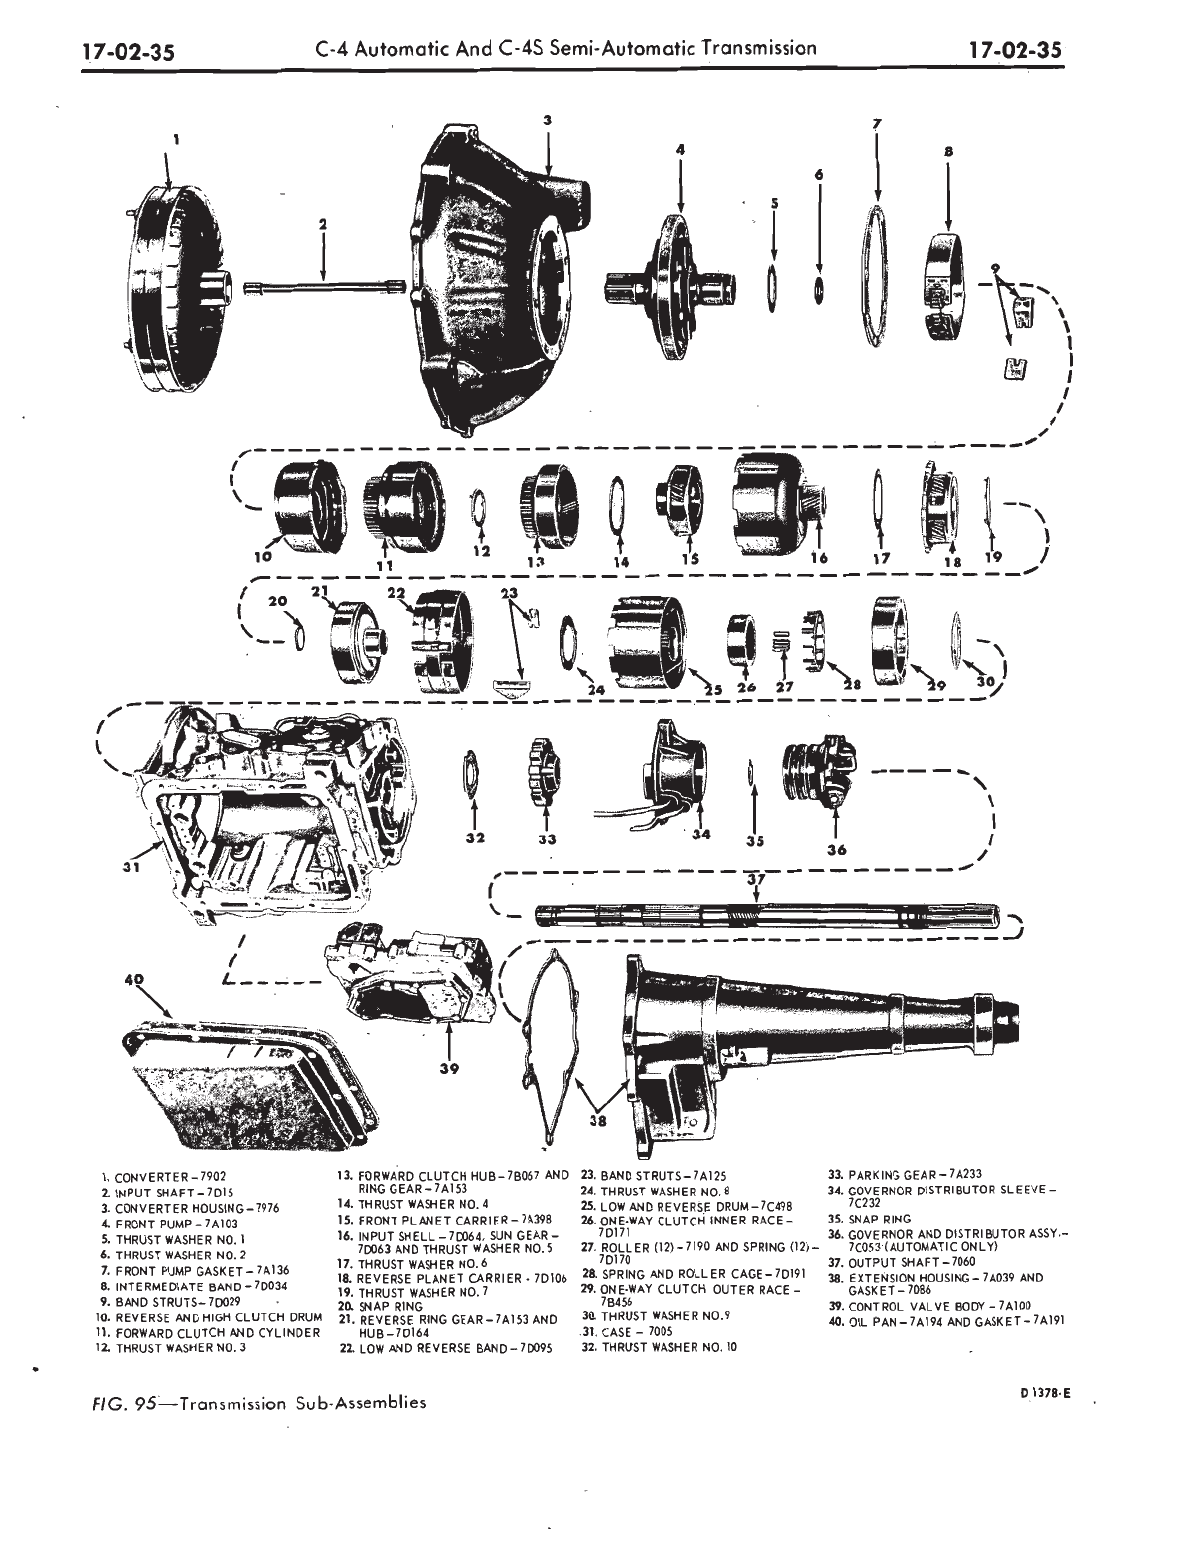 17-02-35 C-4 Automatic And C-4S Semi-Automatic Transmission 17-02-35
1
2
3
4
5
6
7
8
9
10
11
12
13
14
15
16
17
18
19
20
21
22
23
24
25
26
27
28
29
30
31
32
33
34
35
36
37
40
39
38
1. CONVERTER-7902
2. INPUT SHAFT-7D15
3. CONVERTER HOUSING-7976
4. FRONT PUMP-7A103
5. THRUST WASHER NO. 1
6. THRUST WASHER NO. 2
7. FRONT PUMP GASKET-7A136
8. INTERMEDIATE BAND-7D034
9. BAND STRUTS-7D029
10. REVERSE AND HIGH CLUTCH DRUM
11. FORWARD CLUTCH AND CYLINDER
12. THRUST WASHER NO. 3
13. FORWARD CLUTCH HUB-7B067 AND
RING GEAR-7A153
14. THRUST WASHER NO. 4
15. FRONT PLANET CARRIER-7A398
16. INPUT SHELL-7D064, SUN GEAR-
7D063 AND THRUST WASHER NO. 5
17. THRUST WASHER NO. 6
18. REVERSE PLANET CARRIER-7D106
19. THRUST WASHER NO. 7
20. SNAP RING
21. REVERSE RING GEAR-7A153 AND
HUB-7D164
22. LOW AND REVERSE BAND-7D095
23. BAND STRUTS-7A125
24. THRUST WASHER NO. 8
25. LOW AND REVERSE DRUM-7C498
26. ONE-WAY CLUTCH INNER RACE-
7D171
27. ROLLER (12)-7190 AND SPRING (12)-
7D170
28. SPRING AND ROLLER CAGE-7D191
29. ONE-WAY CLUTCH OUTER RACE-
7B456
30. THRUST WASHER NO. 9
31. CASE - 7005
32. THRUST WASHER NO. 10
33. PARKING GEAR-7A233
34. GOVERNOR DISTRIBUTOR SLEEVE-
7C232
35. SNAP RING
36. GOVERNOR AND DISTRIBUTOR ASSY.-
7C053 (AUTOMATIC ONLY)
37. OUTPUT SHAFT-7060
38. EXTENSION HOUSING-7A039 AND
GASKET-7086
39. CONTROL VALVE BODY-7A100
40. OIL PAN-7A194 AND GASKET-7A191
D 1378-E
FIG. 95—Transmission Sub-Assemblies